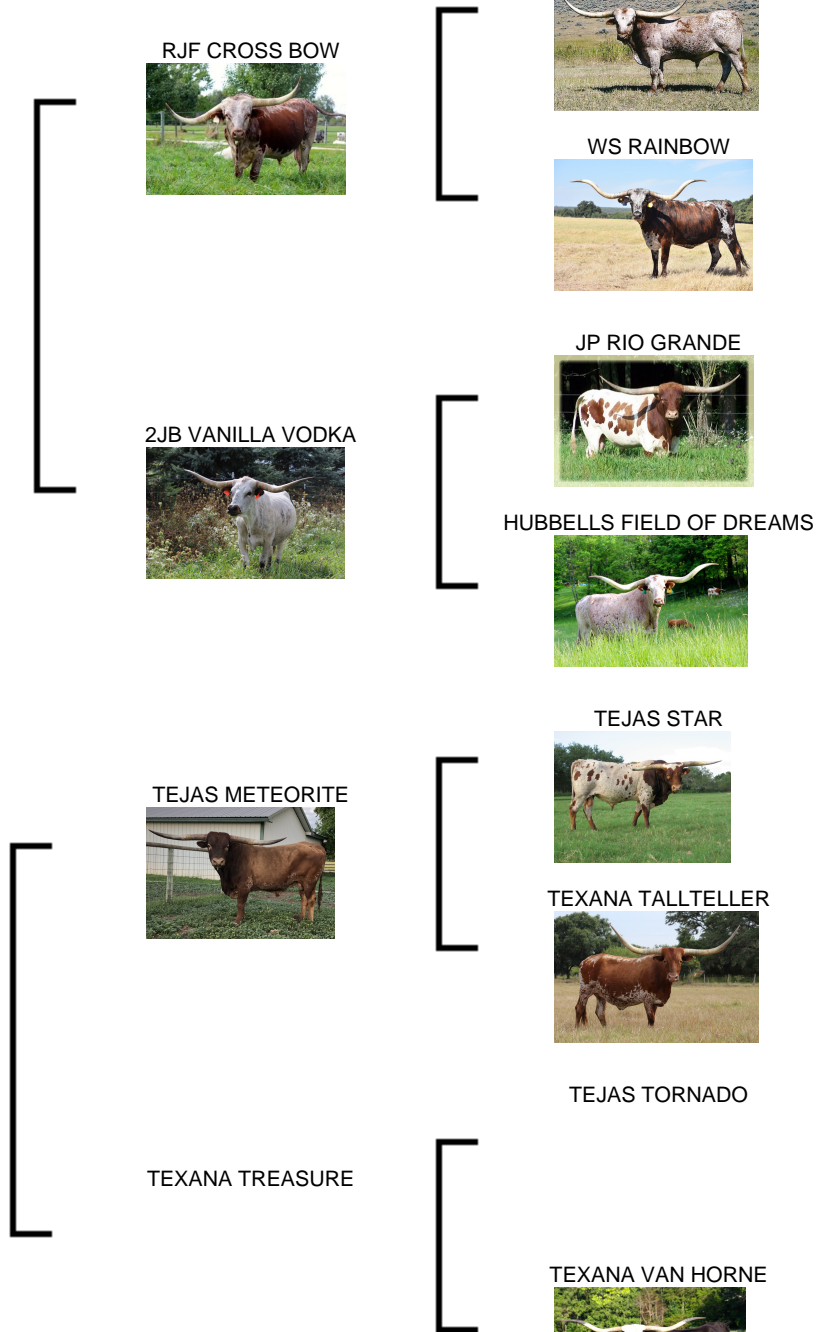 RJF CROSS BOW
WS RAINBOW
JP RIO GRANDE
2JB VANILLA VODKA
HUBBELLS FIELD OF DREAMS
TEJAS STAR
TEJAS METEORITE
TEXANA TALLTELLER
TEJAS TORNADO
TEXANA TREASURE
TEXANA VAN HORNE